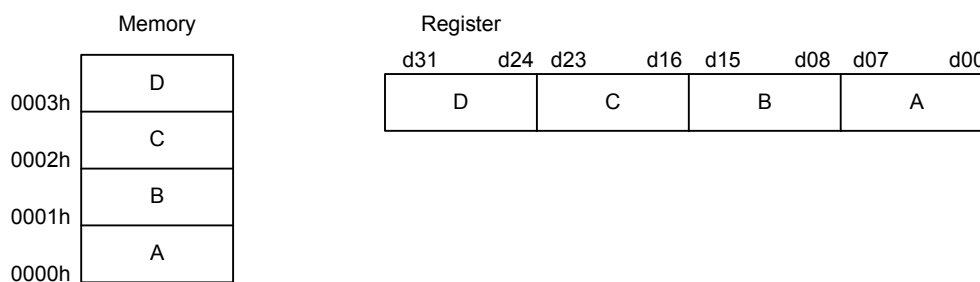 Memory
Register
d31 d24 d23 d16 d15 d08 d07 d00
D C B A
D
0003h
C
0002h
B
0001h
A
0000h